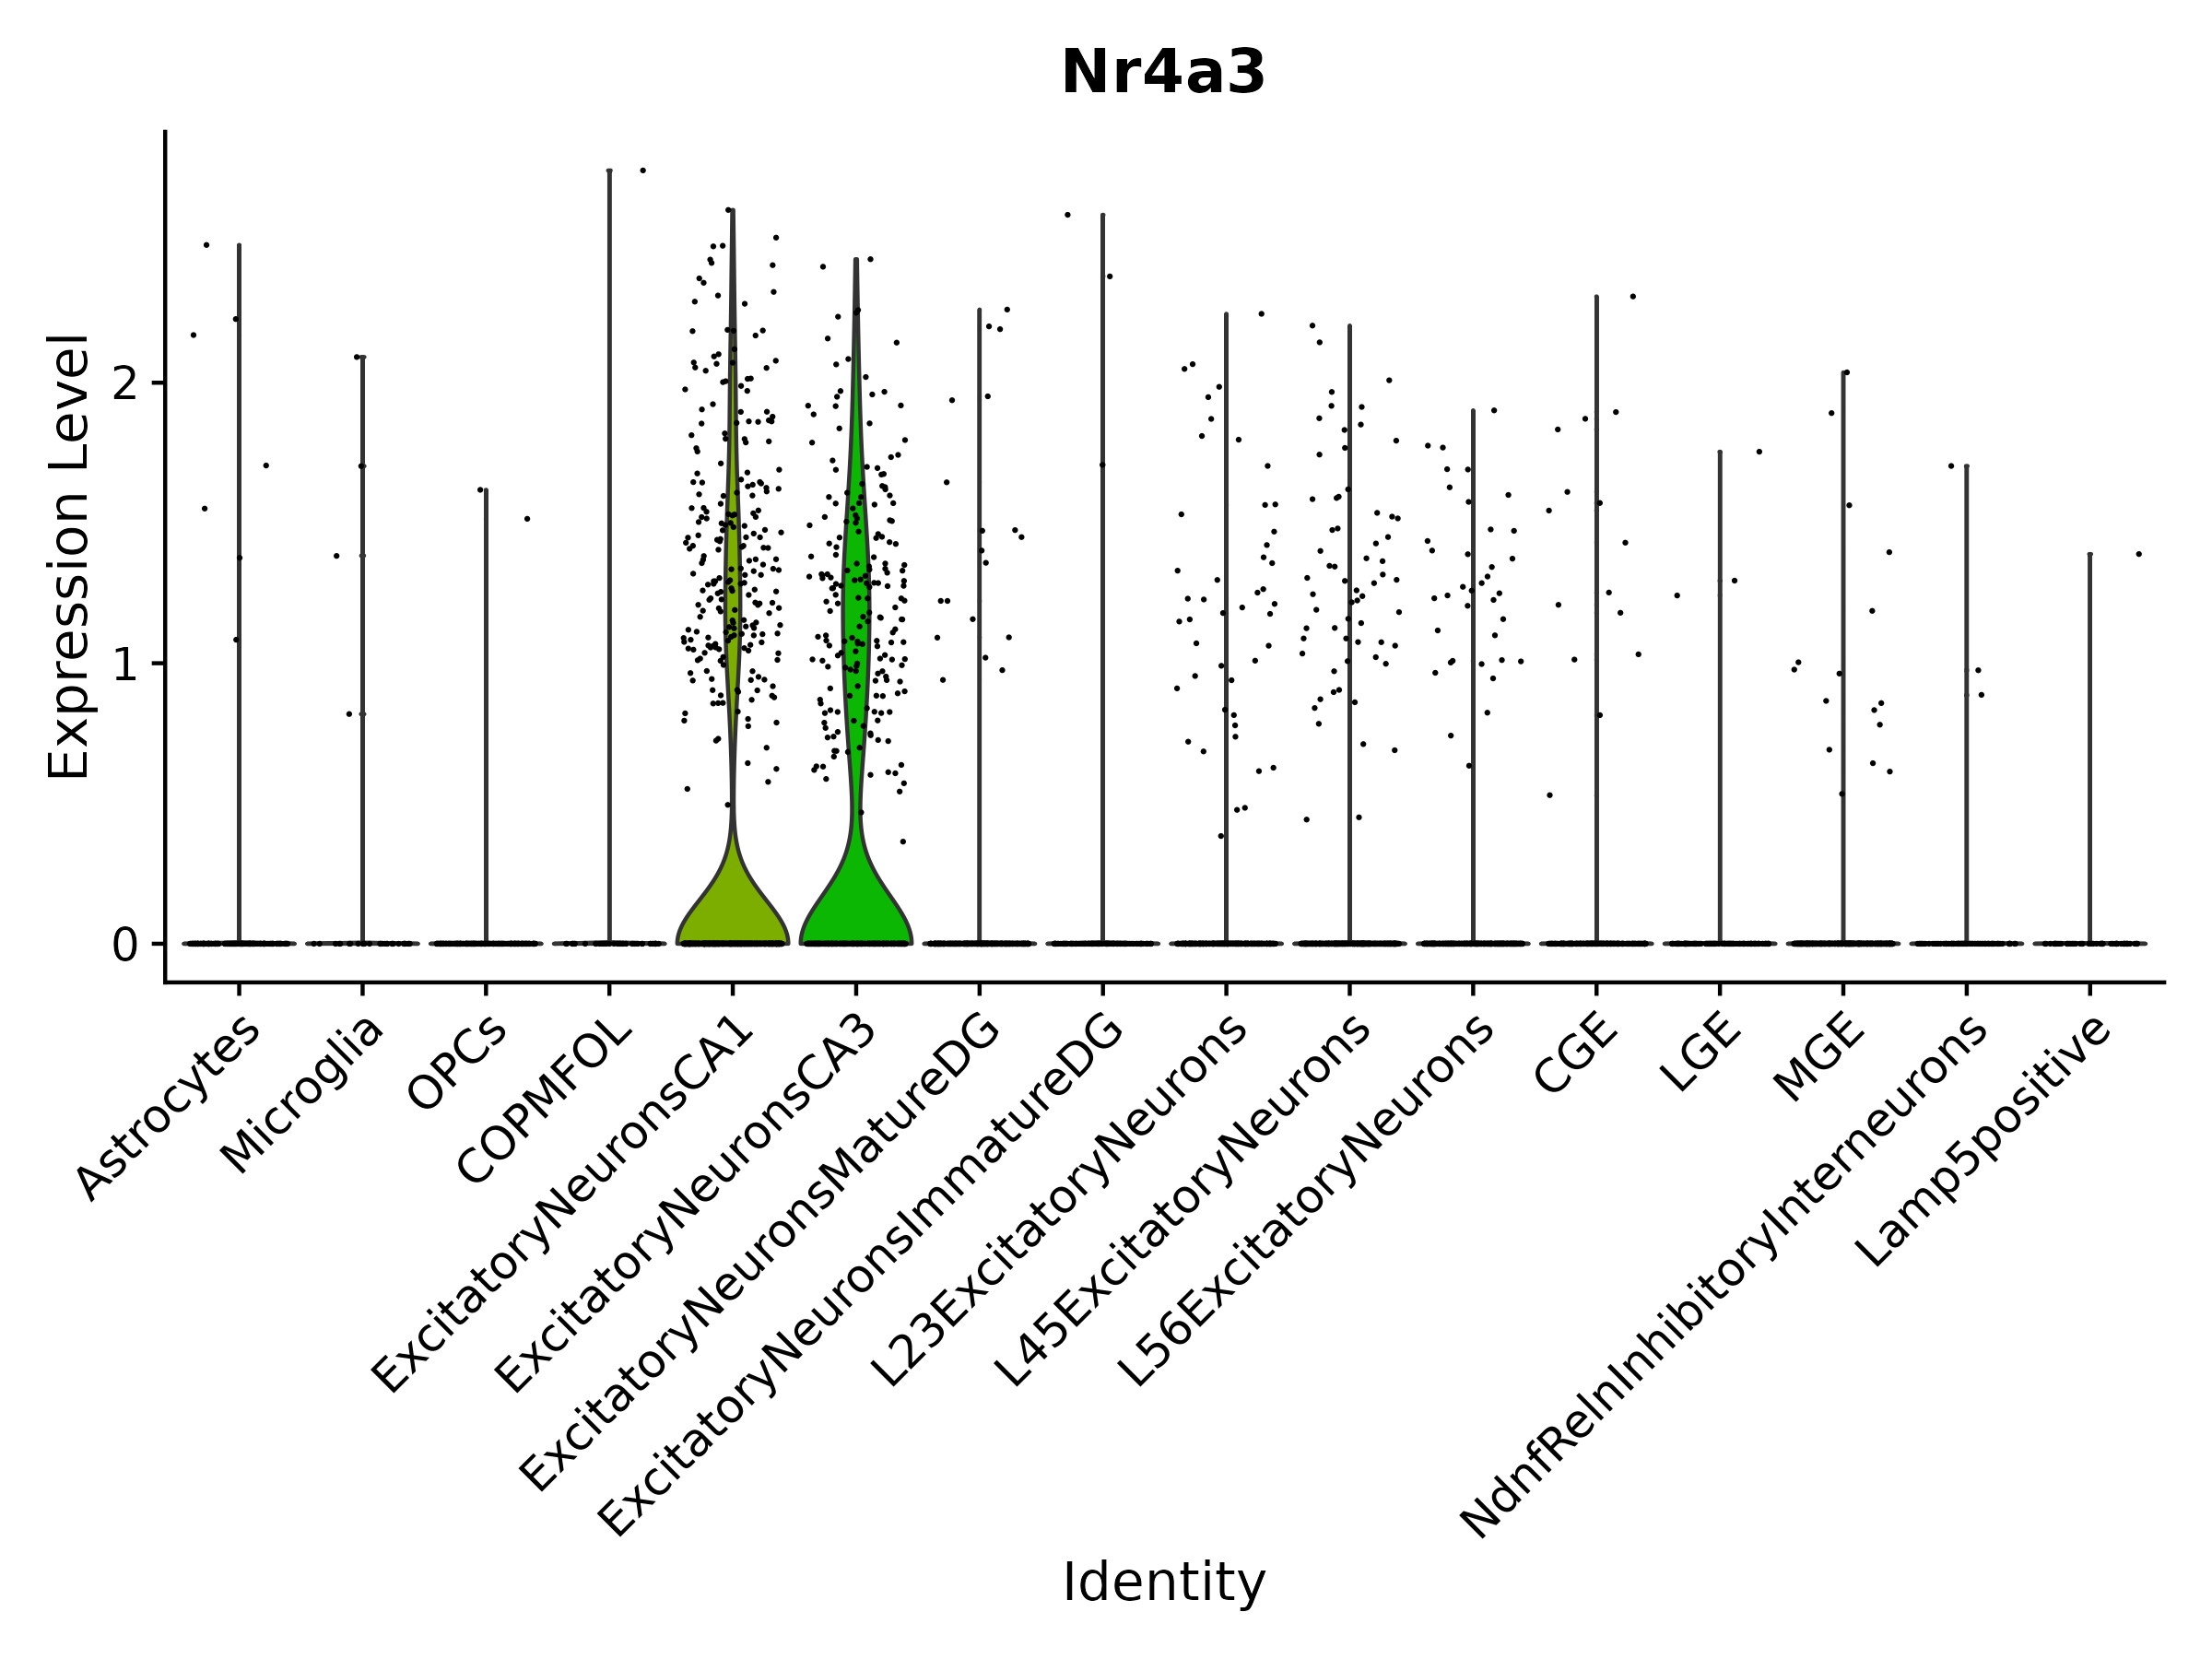 Nr4a3
Expression Level
2
1
0
Astrocytes
Microglia
OPCs
COPMFOL
ExcitatoryNeuronsCA1
ExcitatoryNeuronsCA3
ExcitatoryNeuronsMatureDG
ExcitatoryNeuronsImmatureDG
L23ExcitatoryNeurons
L45ExcitatoryNeurons
L56ExcitatoryNeurons
CGE
LGE
MGE
NdnfRelnInhibitoryInterneurons
Lamp5positive
Identity